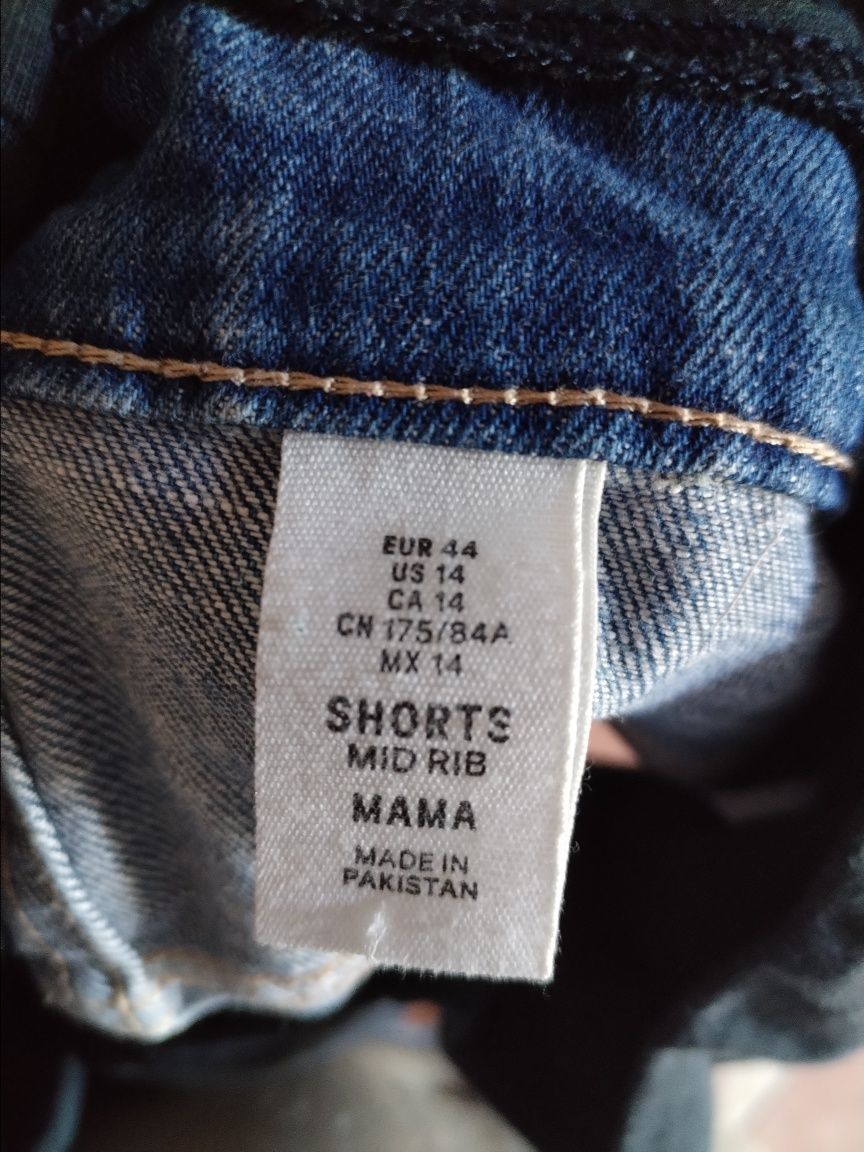 EUR 44
US 14
CA 14
CN 175/84A
MX 14
SHORTS
MID RIB
MAMA
MADE IN
PAKISTAN